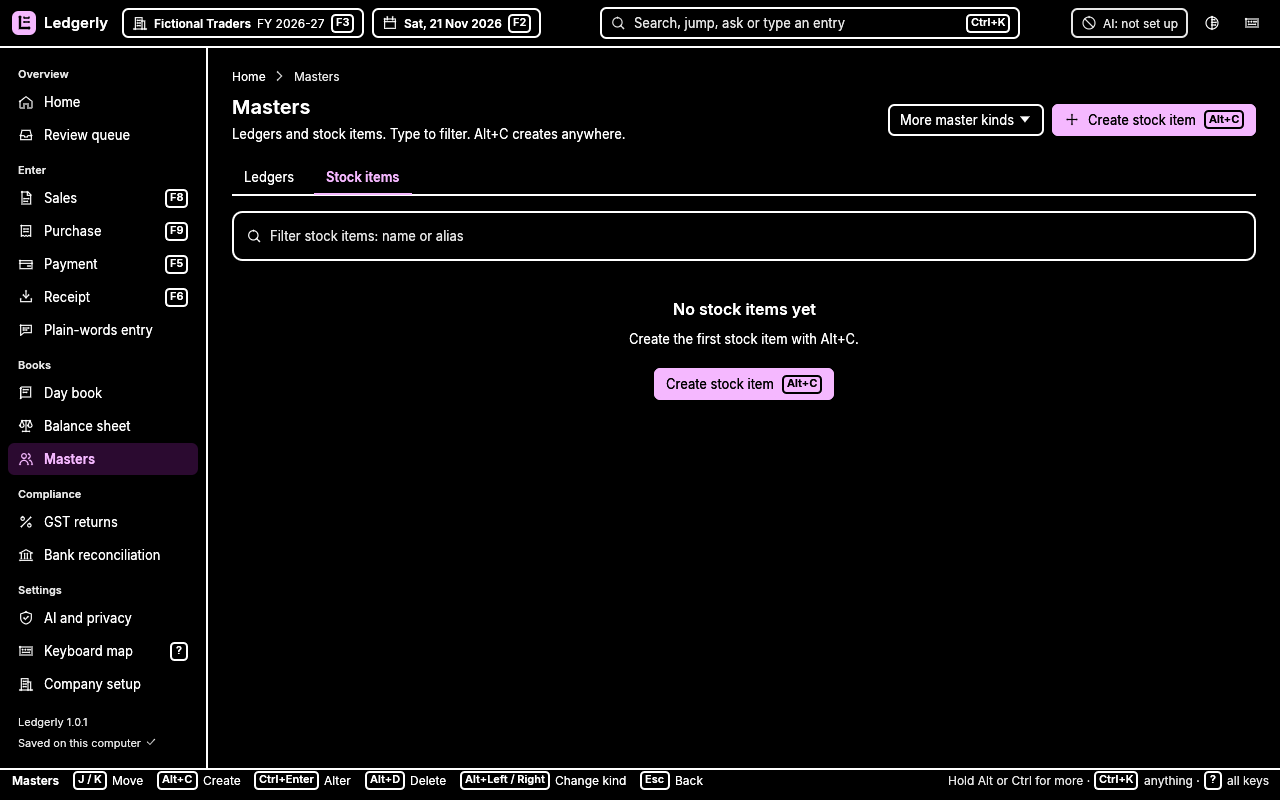 Ledgerly
Fictional Traders FY 2026-27 F3
Sat, 21 Nov 2026 F2
Search, jump, ask or type an entry Ctrl+K
AI: not set up
Overview
Home
Review queue
Enter
Sales F8
Purchase F9
Payment F5
Receipt F6
Plain-words entry
Books
Day book
Balance sheet
Masters
Compliance
GST returns
Bank reconciliation
Settings
AI and privacy
Keyboard map ?
Company setup
Ledgerly 1.0.1
Saved on this computer
Home Masters
Masters
Ledgers and stock items. Type to filter. Alt+C creates anywhere.
More master kinds
Create stock item Alt+C
Ledgers Stock items
Filter stock items: name or alias
No stock items yet
Create the first stock item with Alt+C.
Create stock item Alt+C
Masters J / K Move Alt+C Create Ctrl+Enter Alter Alt+D Delete Alt+Left / Right Change kind Esc Back
Hold Alt or Ctrl for more · Ctrl+K anything · ? all keys